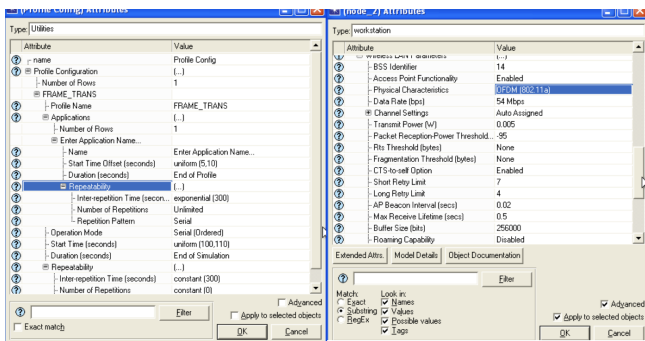 (Profile Config) Attributes
Type: Utilities
Attribute Value
name Profile Config
Profile Configuration (...)
Number of Rows 1
FRAME_TRANS
Profile Name FRAME_TRANS
Applications (...)
Number of Rows 1
Enter Application Name...
Name Enter Application Name...
Start Time Offset (seconds) uniform (5,10)
Duration (seconds) End of Profile
Repeatability (...)
Inter-repetition Time (secon... exponential (300)
Number of Repetitions Unlimited
Repetition Pattern Serial
Operation Mode Serial (Ordered)
Start Time (seconds) uniform (100,110)
Duration (seconds) End of Simulation
Repeatability (...)
Inter-repetition Time (seconds) constant (300)
Number of Repetitions constant (0)
Advanced
Filter
Apply to selected objects
Exact match
OK Cancel
(node_2) Attributes
Type: workstation
Attribute Value
Wireless LAN Parameters (...)
BSS Identifier 14
Access Point Functionality Enabled
Physical Characteristics OFDM (802.11a)
Data Rate (bps) 54 Mbps
Channel Settings Auto Assigned
Transmit Power (W) 0.005
Packet Reception-Power Threshold... -95
Rts Threshold (bytes) None
Fragmentation Threshold (bytes) None
CTS-to-self Option Enabled
Short Retry Limit 7
Long Retry Limit 4
AP Beacon Interval (secs) 0.02
Max Receive Lifetime (secs) 0.5
Buffer Size (bits) 256000
Roaming Capability Disabled
Extended Attrs. Model Details Object Documentation
Filter
Match: Look in:
Exact Names
Substring Values
RegEx Possible values
Tags
Advanced
Apply to selected objects
OK Cancel